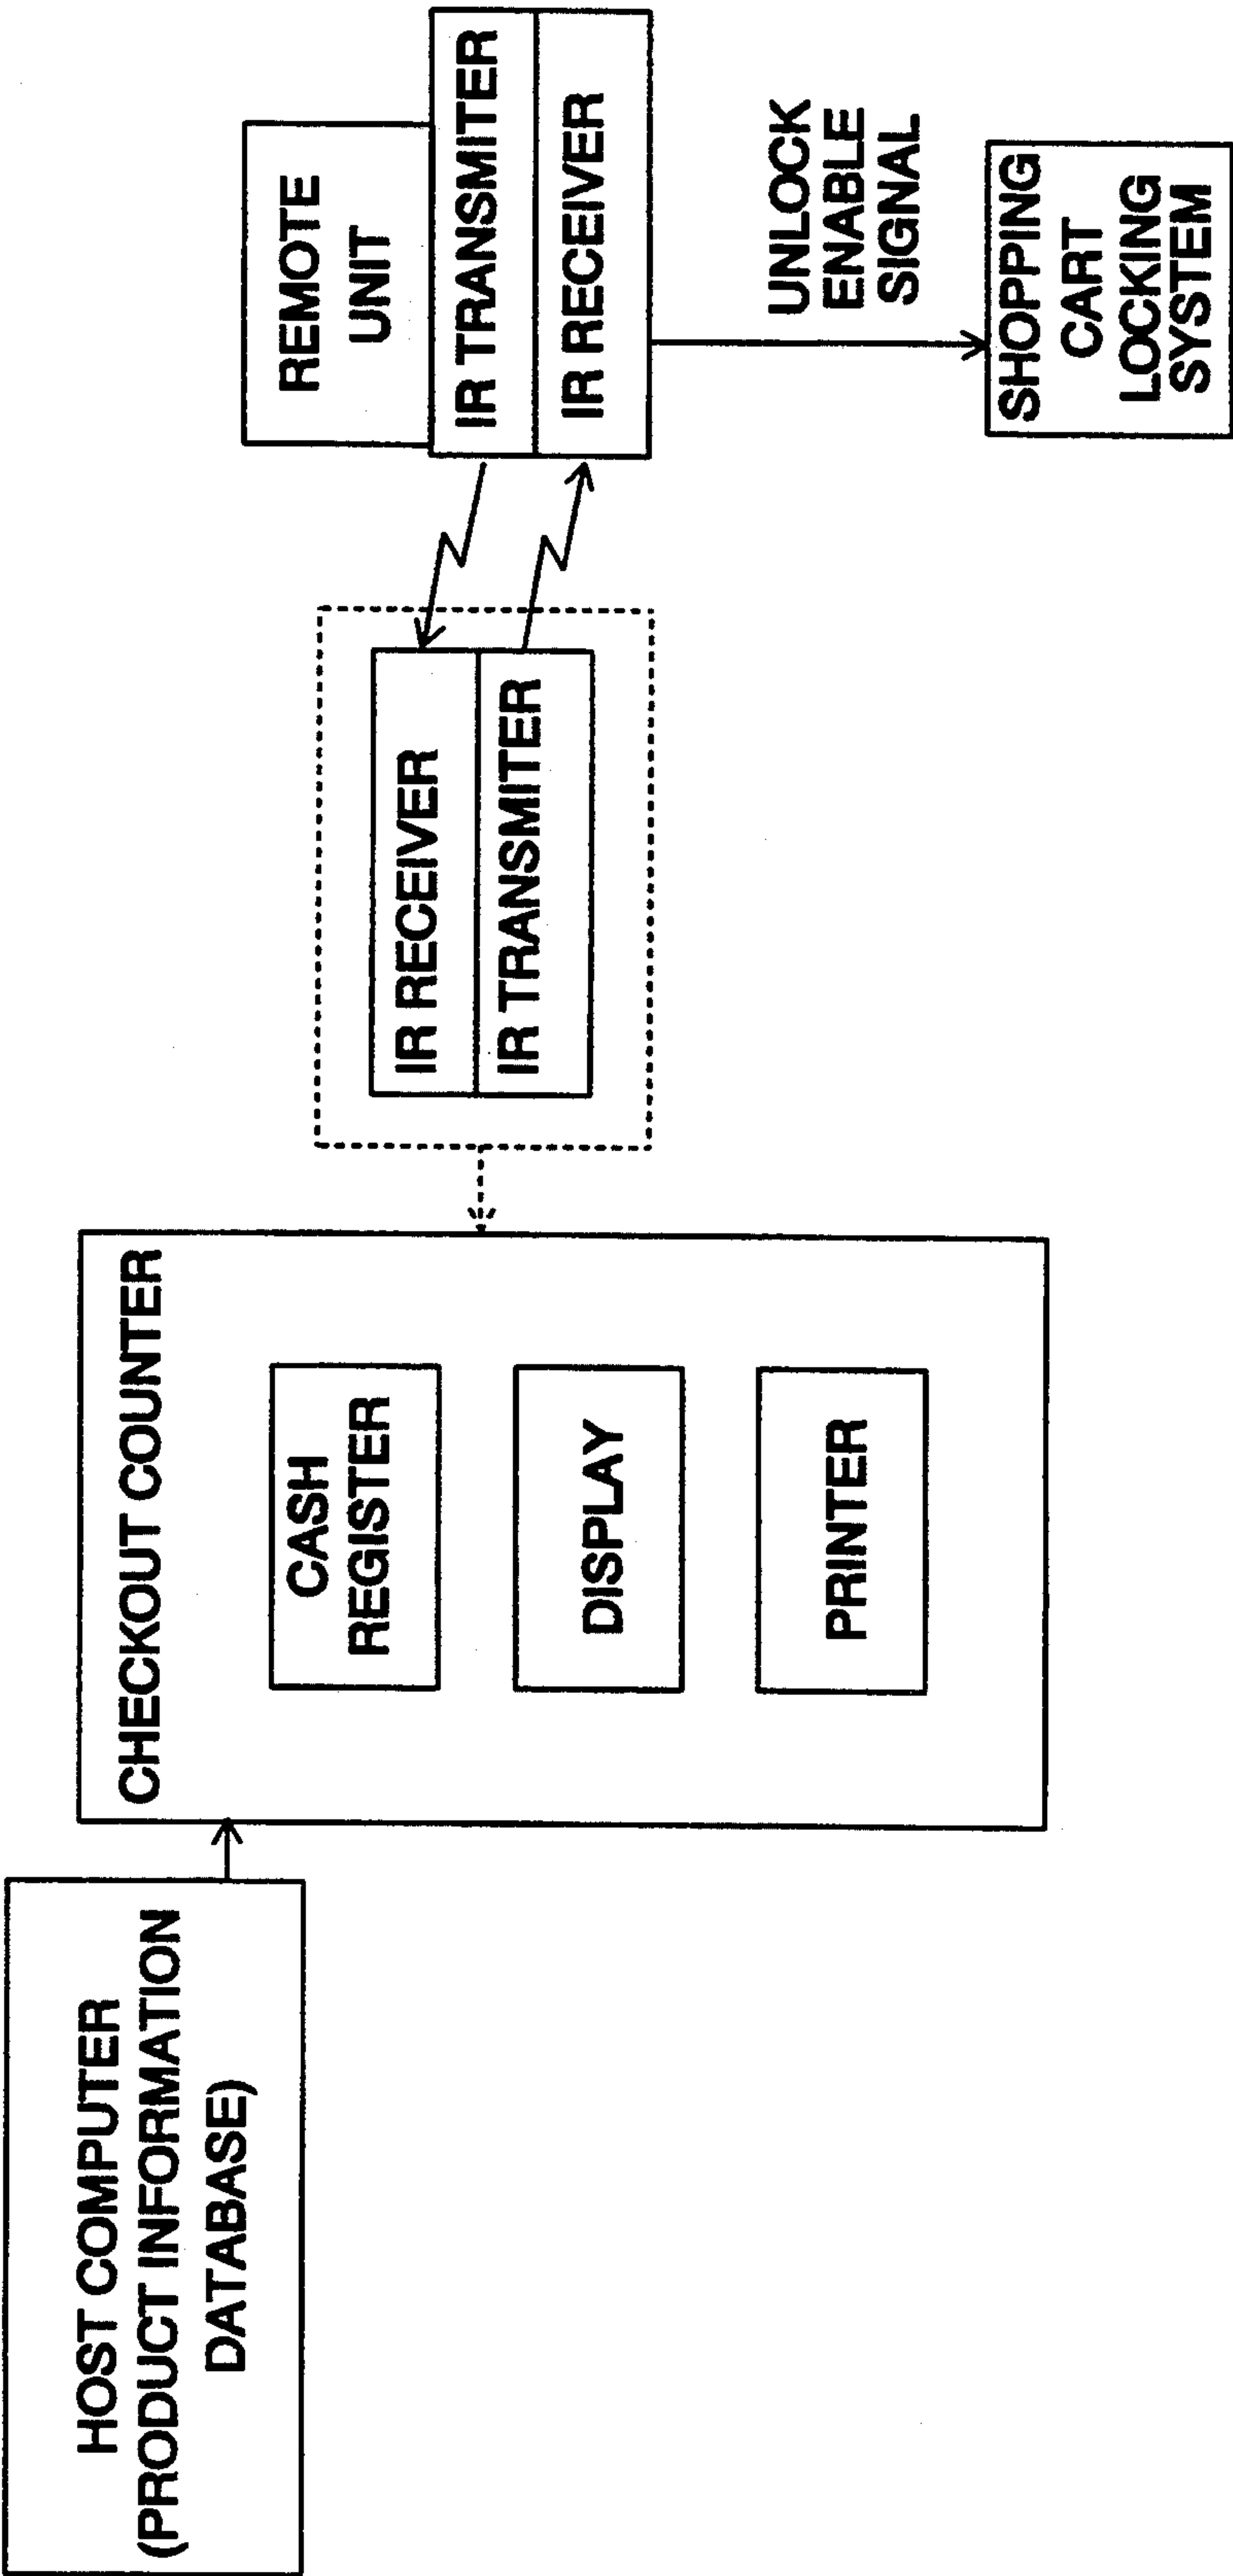 HOST COMPUTER
(PRODUCT INFORMATION
DATABASE)
CHECKOUT COUNTER
CASH
REGISTER
DISPLAY
PRINTER
IR RECEIVER
IR TRANSMITER
REMOTE
UNIT
IR TRANSMITER
IR RECEIVER
UNLOCK
ENABLE
SIGNAL
SHOPPING
CART
LOCKING
SYSTEM